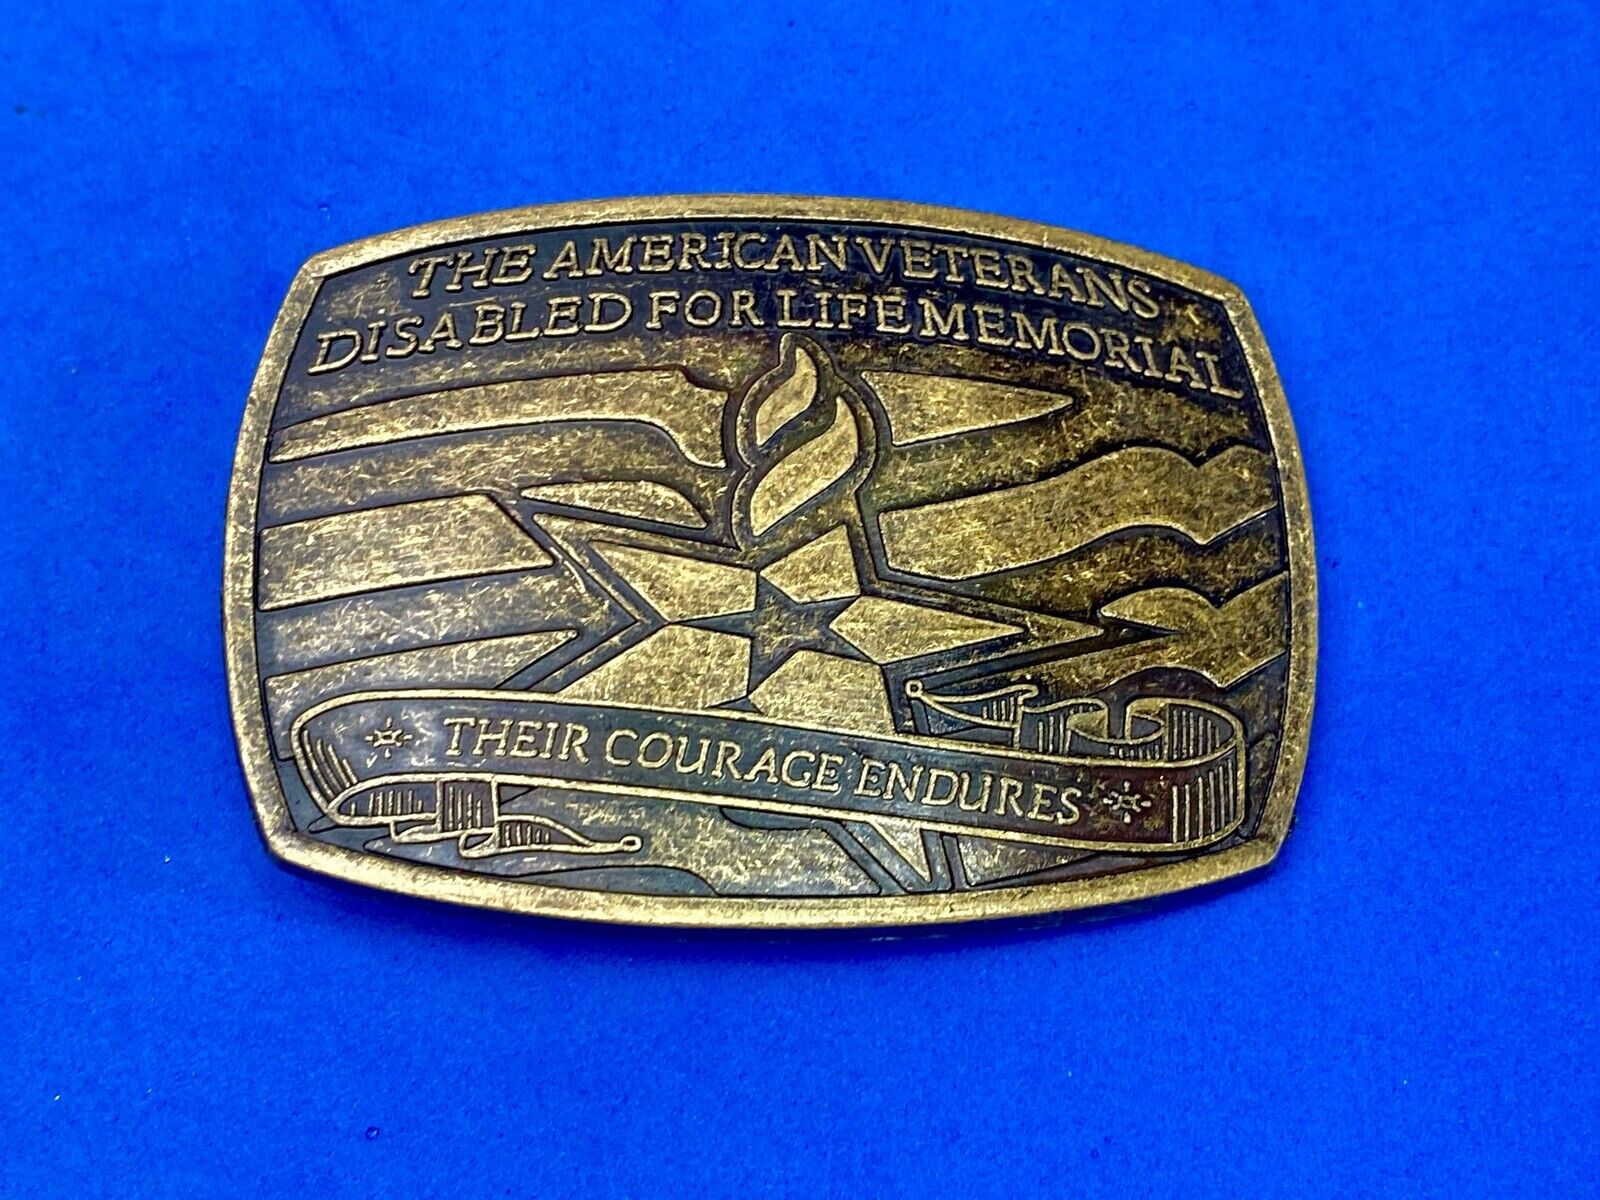 THE AMERICAN VETERANS
DISABLED FOR LIFE MEMORIAL
THEIR COURAGE ENDURES